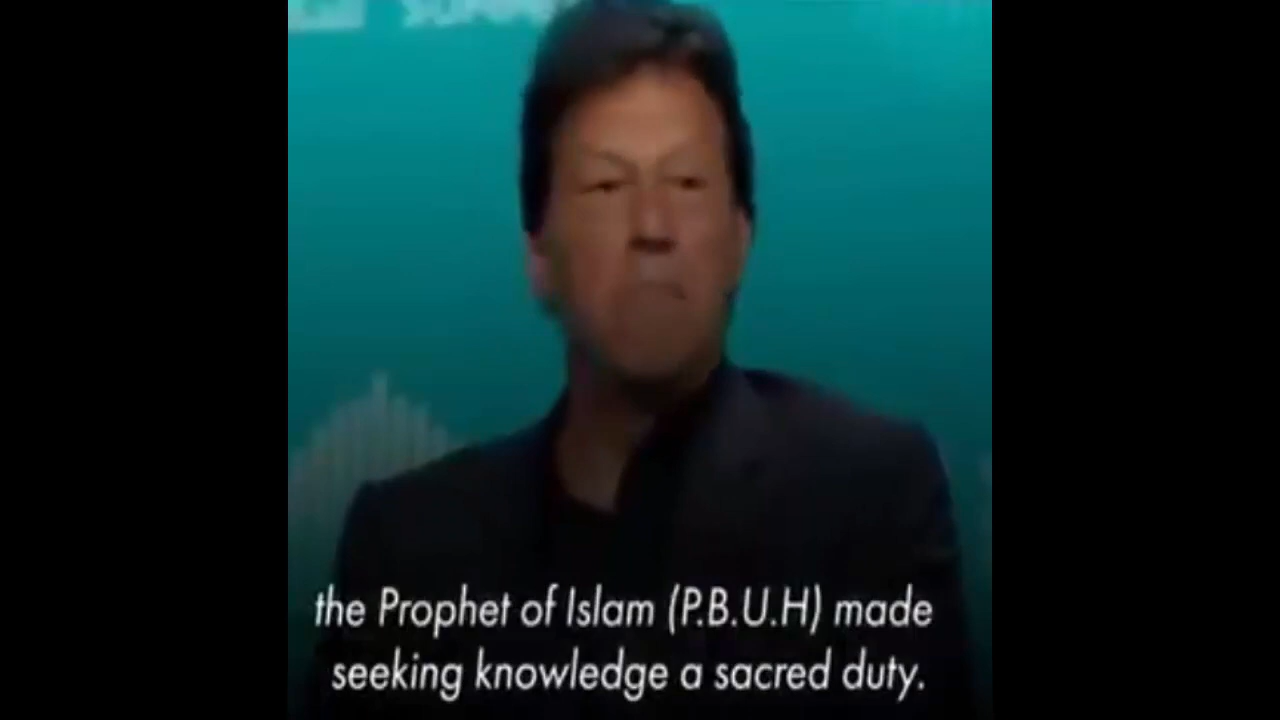 the Prophet of Islam (P.B.U.H) made
seeking knowledge a sacred duty.